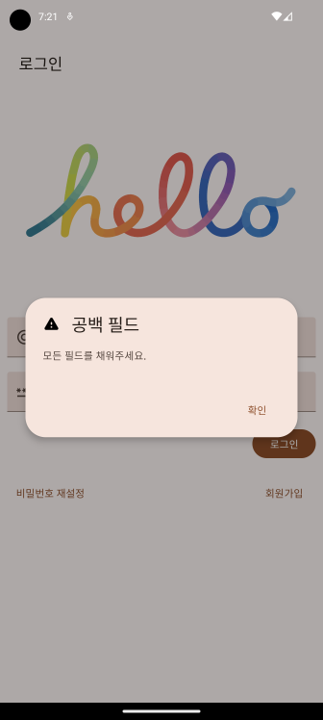 7:21
로그인
hello
공백 필드
모든 필드를 채워주세요.
확인
로그인
비밀번호 재설정
회원가입